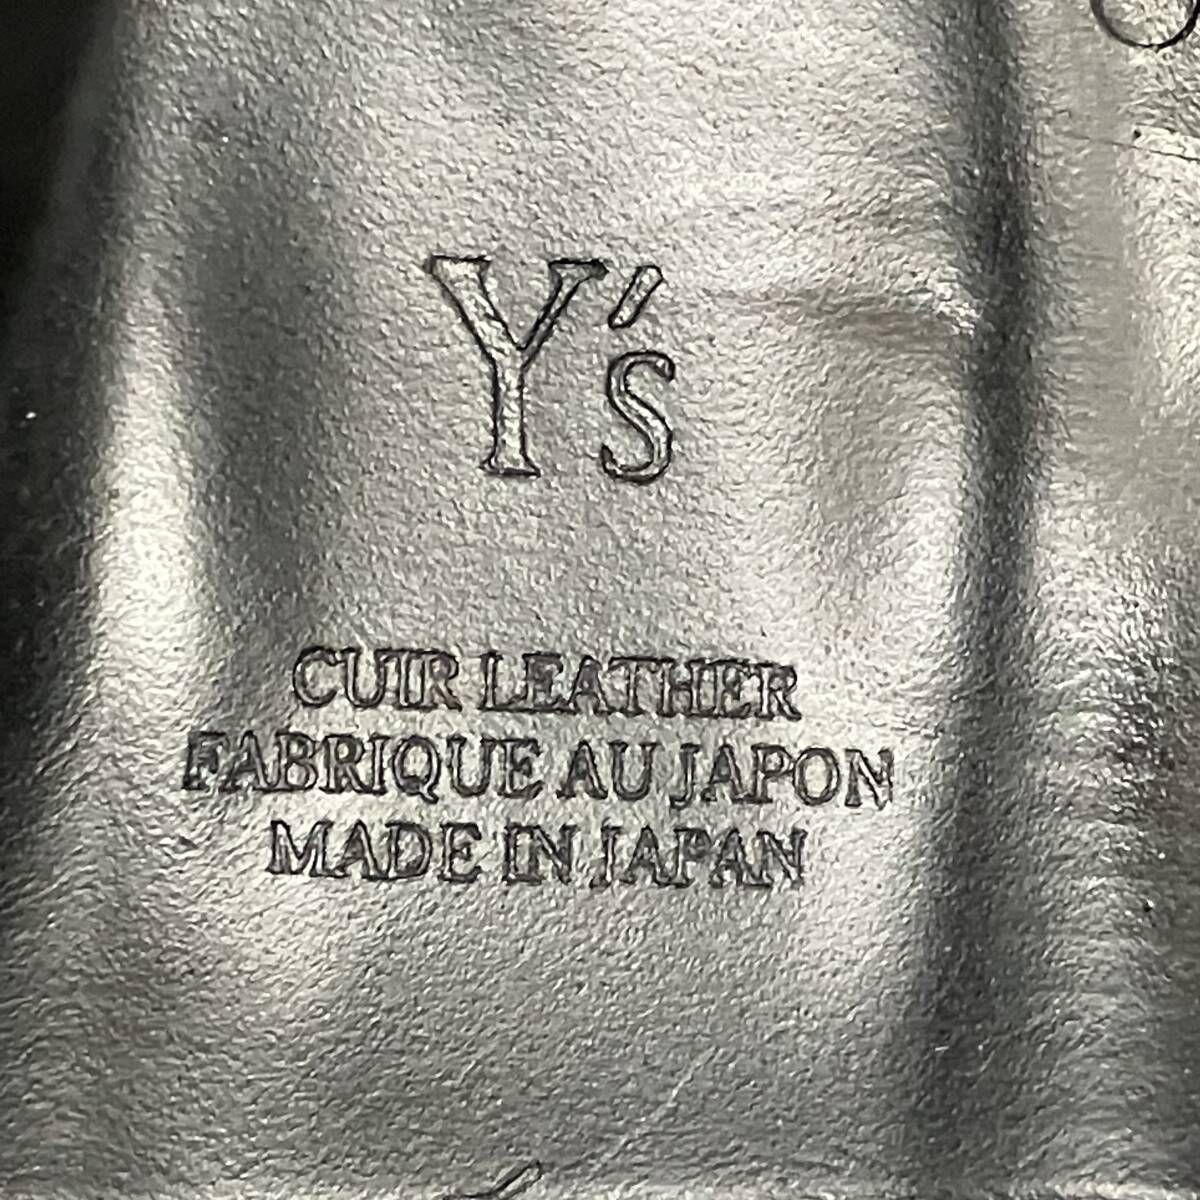 Y's
CUIR LEATHER
FABRIQUE AU JAPON
MADE IN JAPAN